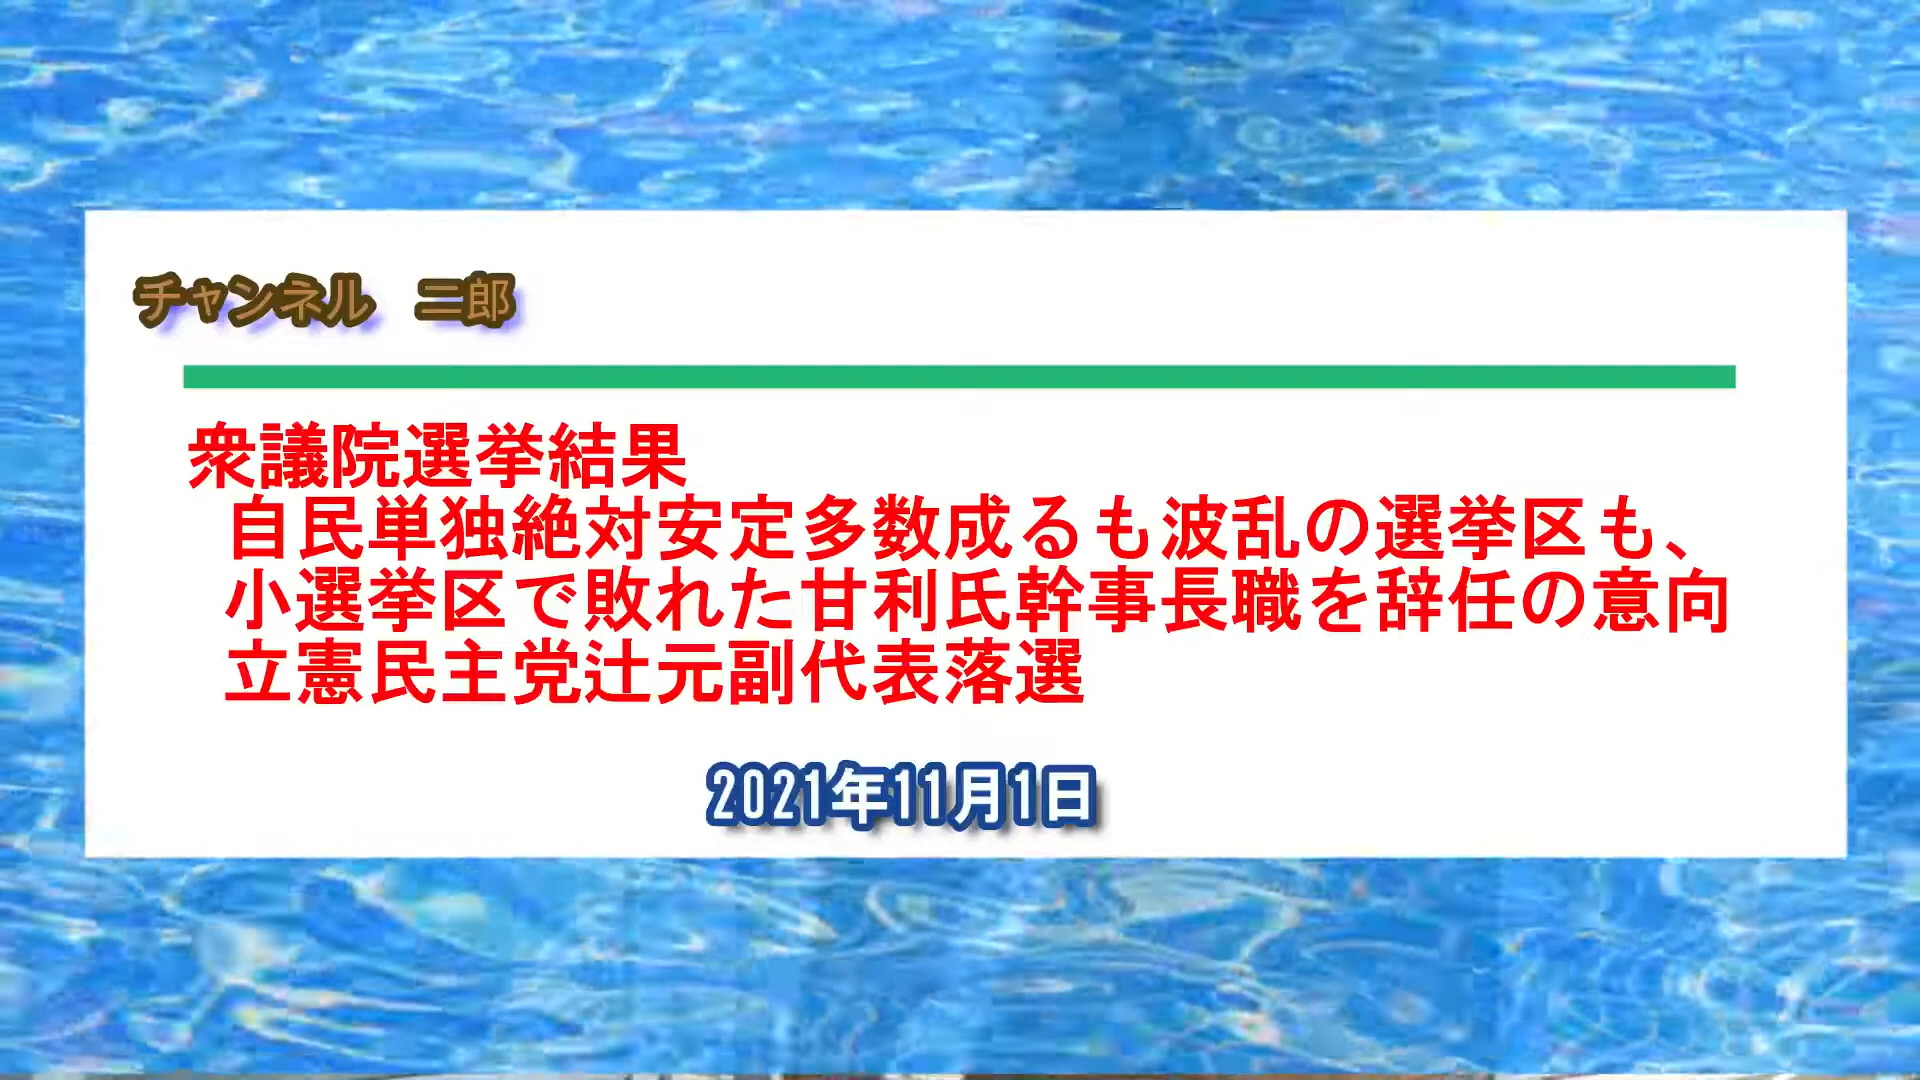 チャンネル　二郎
衆議院選挙結果
自民単独絶対安定多数成るも波乱の選挙区も、
小選挙区で敗れた甘利氏幹事長職を辞任の意向
立憲民主党辻元副代表落選
2021年11月1日